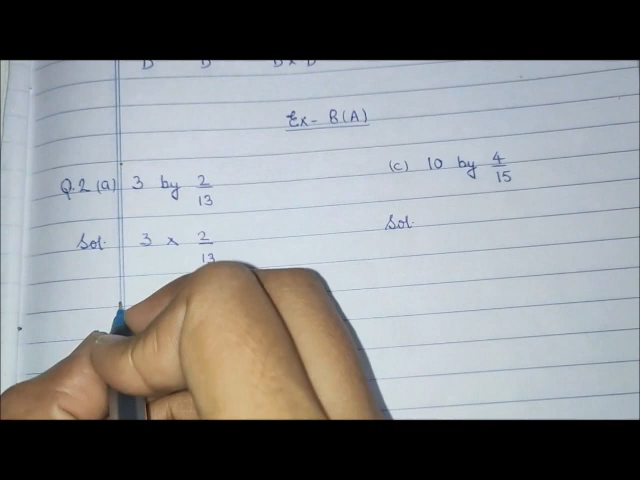 Ex- 8(A)
Q.2 (a) 3 by 2/13
Sol. 3 x 2/13
(c) 10 by 4/15
Sol.